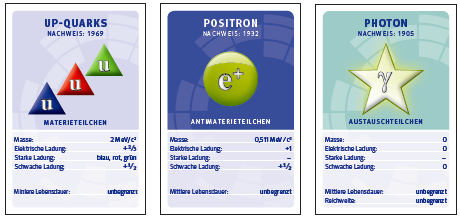 UP-QUARKS
NACHWEIS: 1969
u
u
u
MATERIETEILCHEN
Masse: 2 MeV/c²
Elektrische Ladung: +⅔
Starke Ladung: blau, rot, grün
Schwache Ladung: +½
Mittlere Lebensdauer: unbegrenzt
POSITRON
NACHWEIS: 1932
e⁺
ANTIMATERIETEILCHEN
Masse: 0,511 MeV/c²
Elektrische Ladung: +1
Starke Ladung: –
Schwache Ladung: +½
Mittlere Lebensdauer: unbegrenzt
PHOTON
NACHWEIS: 1905
γ
AUSTAUSCHTEILCHEN
Masse: 0
Elektrische Ladung: 0
Starke Ladung: –
Schwache Ladung: 0
Mittlere Lebensdauer: unbegrenzt
Reichweite: unbegrenzt